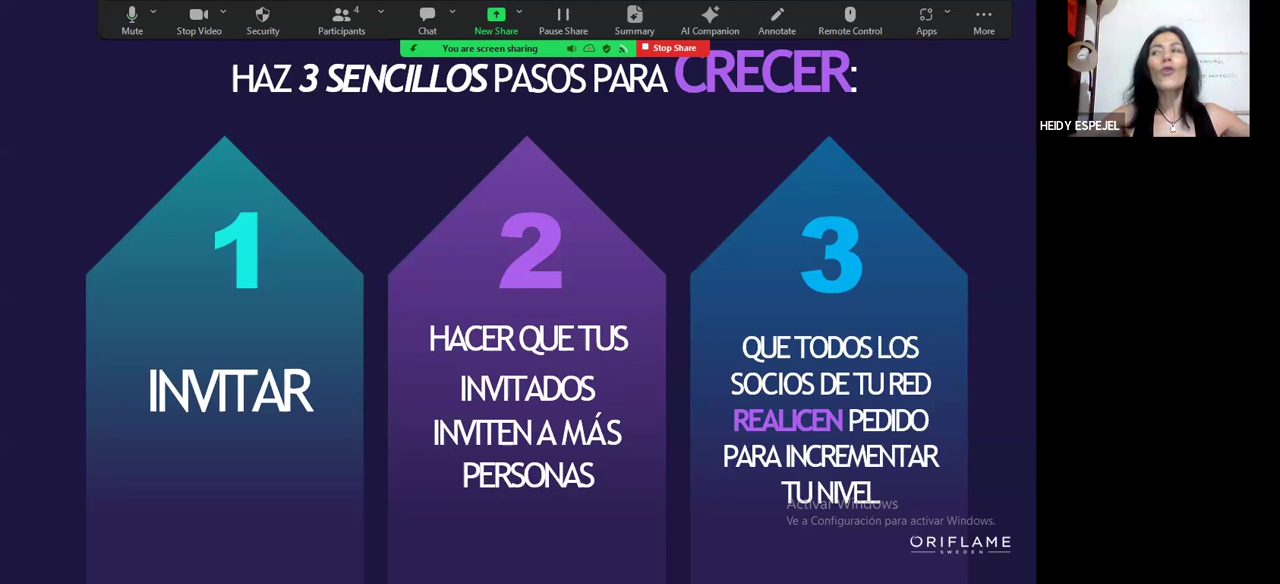 Mute
Stop Video
Security
Participants
4
Chat
New Share
Pause Share
Summary
AI Companion
Annotate
Remote Control
Apps
More
You are screen sharing
Stop Share
HAZ 3 SENCILLOS PASOS PARA CRECER:
HEIDY ESPEJEL
1
INVITAR
2
HACER QUE TUS
INVITADOS
INVITEN A MÁS
PERSONAS
3
QUE TODOS LOS
SOCIOS DE TU RED
REALICEN PEDIDO
PARA INCREMENTAR
TU NIVEL
Activar Windows
Ve a Configuración para activar Windows.
ORIFLAME
SWEDEN